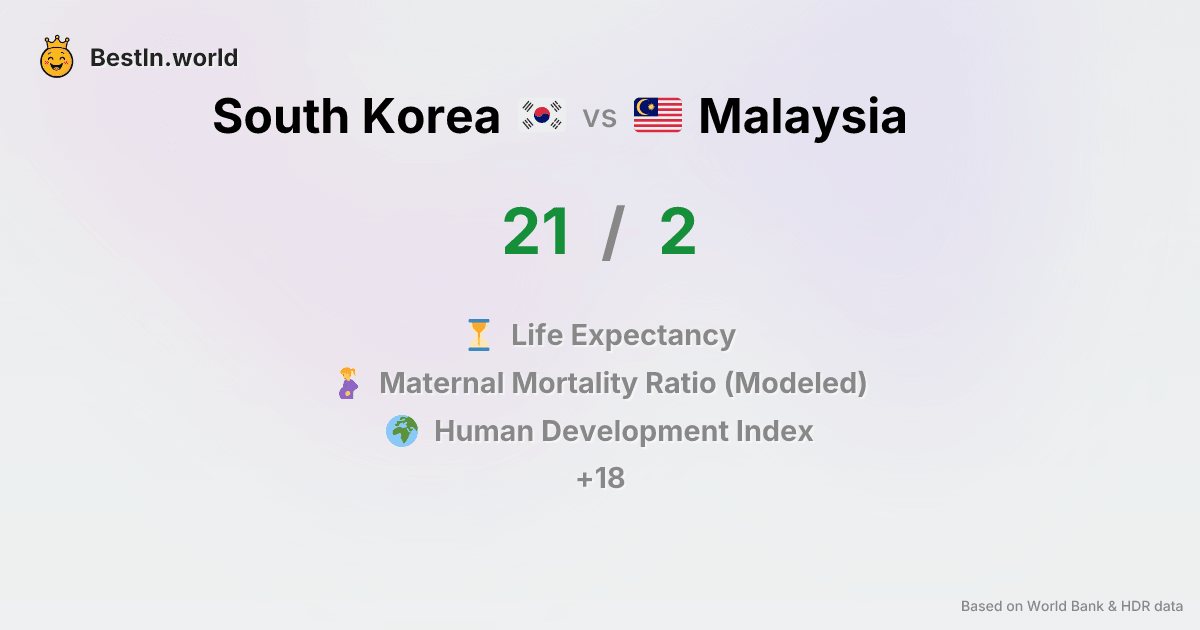 BestIn.world
South Korea vs Malaysia
21 / 2
Life Expectancy
Maternal Mortality Ratio (Modeled)
Human Development Index
+18
Based on World Bank & HDR data